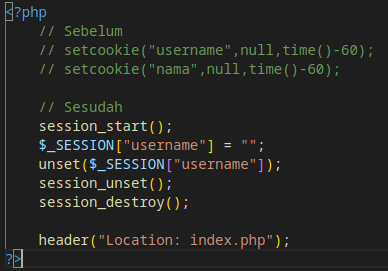 <?php
// Sebelum
// setcookie("username",null,time()-60);
// setcookie("nama",null,time()-60);
// Sesudah
session_start();
$_SESSION["username"] = "";
unset($_SESSION["username"]);
session_unset();
session_destroy();
header("Location: index.php");
?>